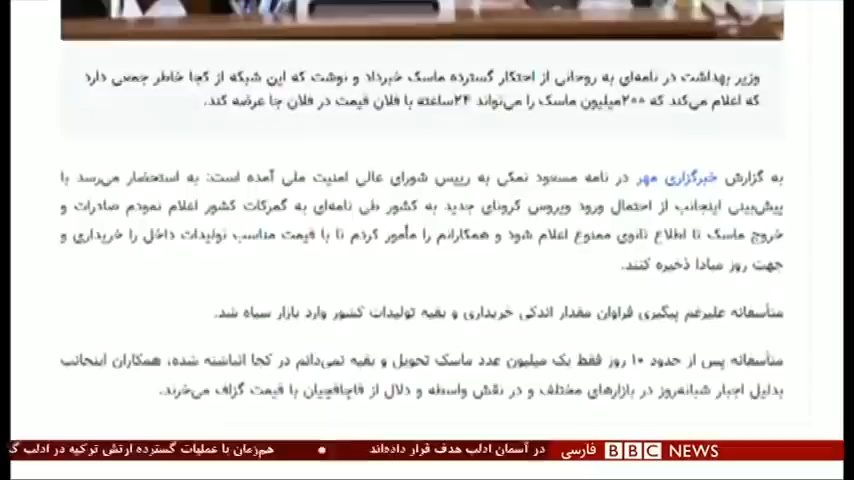 وزیر بهداشت در نامه‌ای به روحانی از احتکار گسترده ماسک خبرداد و نوشت که این شبکه از کجا خاطر جمعی دارد
که اعلام می‌کند که ۲۰۰میلیون ماسک را می‌تواند ۲۴ساعته با فلان قیمت در فلان جا عرضه کند.
به گزارش خبرگزاری مهر در نامه مسعود نمکی به رییس شورای عالی امنیت ملی آمده است: به استحضار می‌رسد با
پیش‌بینی اینجانب از احتمال ورود ویروس کرونای جدید به کشور طی نامه‌ای به گمرکات کشور اعلام نمودم صادرات و
خروج ماسک تا اطلاع ثانوی ممنوع اعلام شود و همکارانم را مأمور کردم تا با قیمت مناسب تولیدات داخل را خریداری و
جهت روز مبادا ذخیره کنند.
متأسفانه علیرغم پیگیری فراوان مقدار اندکی خریداری و بقیه تولیدات کشور وارد بازار سیاه شد.
متأسفانه پس از حدود ۱۰ روز فقط یک میلیون عدد ماسک تحویل و بقیه نمی‌دانم در کجا انباشته شده، همکاران اینجانب
بدلیل اجبار شبانه‌روز در بازارهای مختلف و در نقش واسطه و دلال از قاچاقچیان با قیمت گزاف می‌خرند.
BBC NEWS فارسی در آسمان ادلب هدف قرار داده‌اند • هم‌زمان با عملیات گسترده ارتش ترکیه در ادلب